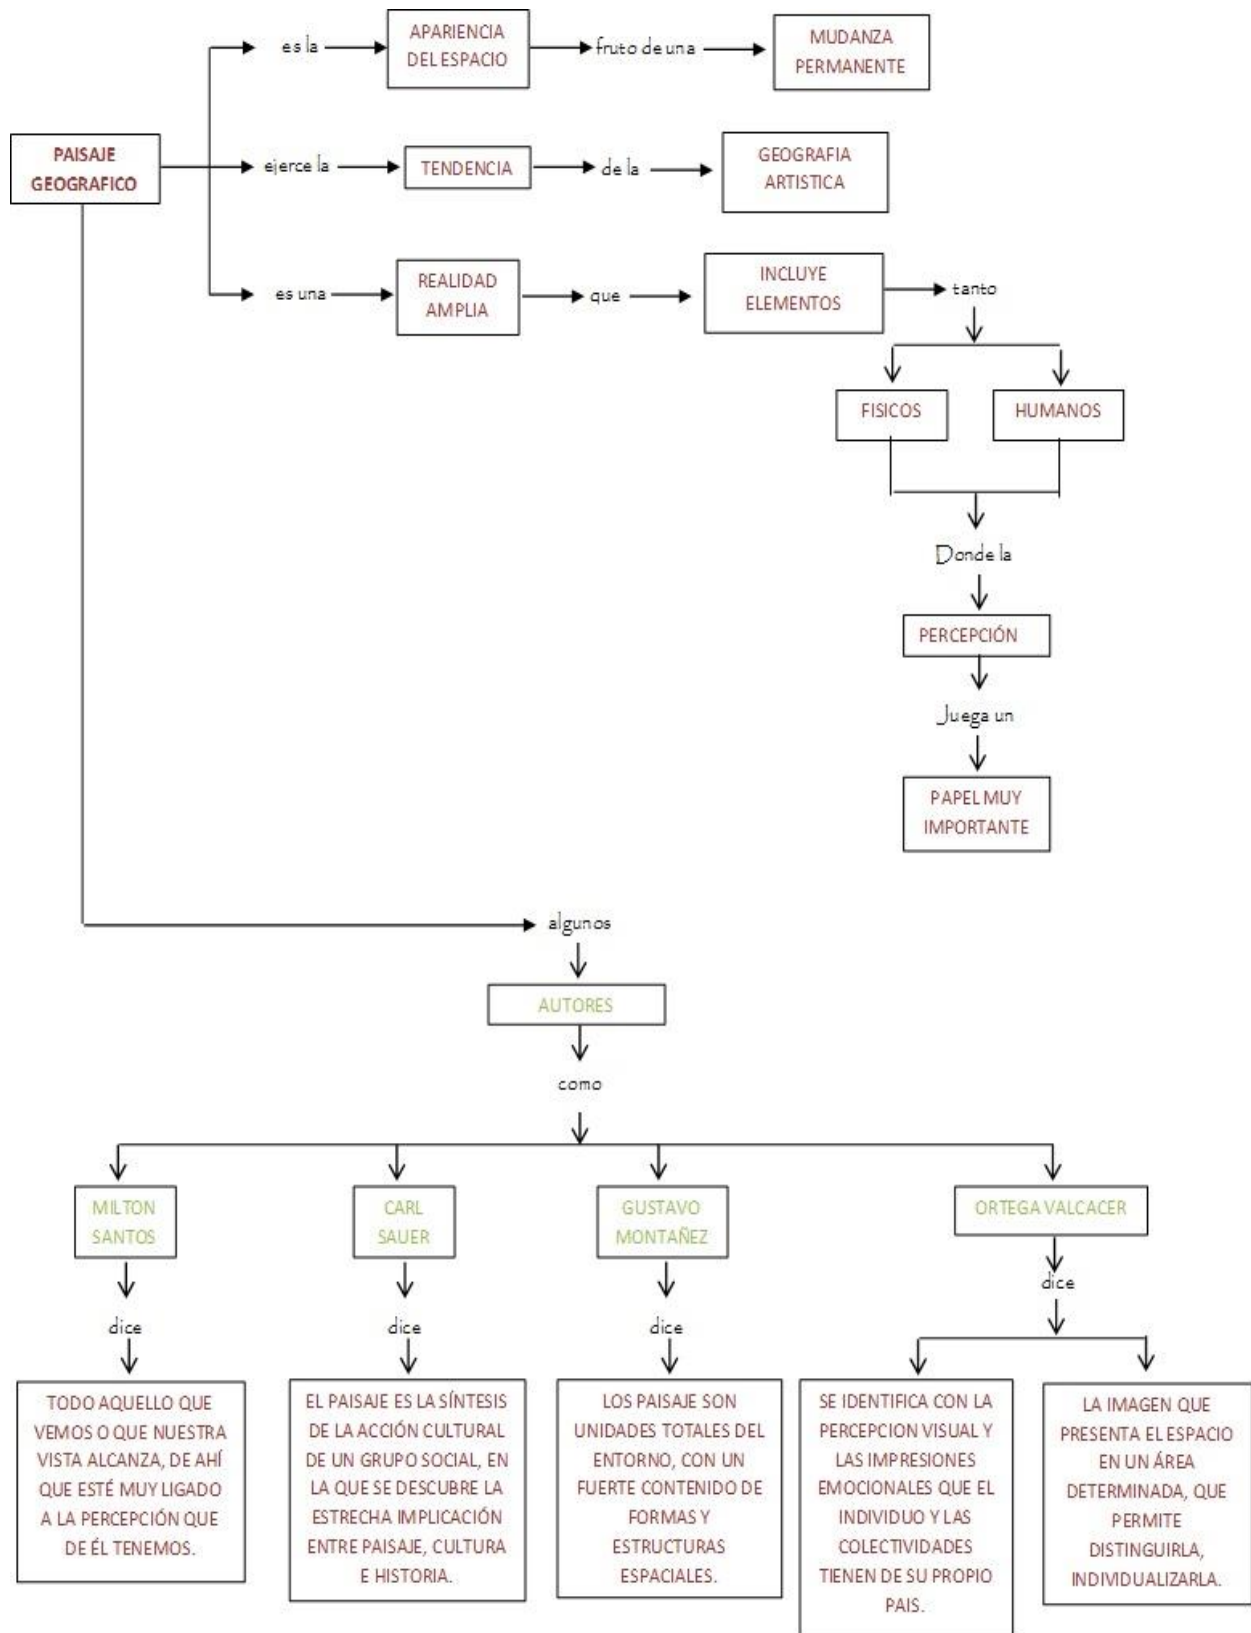 es la
APARIENCIA
DEL ESPACIO
fruto de una
MUDANZA
PERMANENTE
PAISAJE
GEOGRAFICO
ejerce la
TENDENCIA
de la
GEOGRAFIA
ARTISTICA
es una
REALIDAD
AMPLIA
que
INCLUYE
ELEMENTOS
tanto
FISICOS
HUMANOS
Donde la
PERCEPCIÓN
Juega un
PAPEL MUY
IMPORTANTE
algunos
AUTORES
como
MILTON
SANTOS
dice
TODO AQUELLO QUE
VEMOS O QUE NUESTRA
VISTA ALCANZA, DE AHÍ
QUE ESTÉ MUY LIGADO
A LA PERCEPCIÓN QUE
DE ÉL TENEMOS.
CARL
SAUER
dice
EL PAISAJE ES LA SÍNTESIS
DE LA ACCIÓN CULTURAL
DE UN GRUPO SOCIAL, EN
LA QUE SE DESCUBRE LA
ESTRECHA IMPLICACIÓN
ENTRE PAISAJE, CULTURA
E HISTORIA.
GUSTAVO
MONTAÑEZ
dice
LOS PAISAJE SON
UNIDADES TOTALES DEL
ENTORNO, CON UN
FUERTE CONTENIDO DE
FORMAS Y
ESTRUCTURAS
ESPACIALES.
ORTEGA VALCACER
dice
SE IDENTIFICA CON LA
PERCEPCION VISUAL Y
LAS IMPRESIONES
EMOCIONALES QUE EL
INDIVIDUO Y LAS
COLECTIVIDADES
TIENEN DE SU PROPIO
PAIS.
LA IMAGEN QUE
PRESENTA EL ESPACIO
EN UN ÁREA
DETERMINADA, QUE
PERMITE
DISTINGUIRLA,
INDIVIDUALIZARLA.